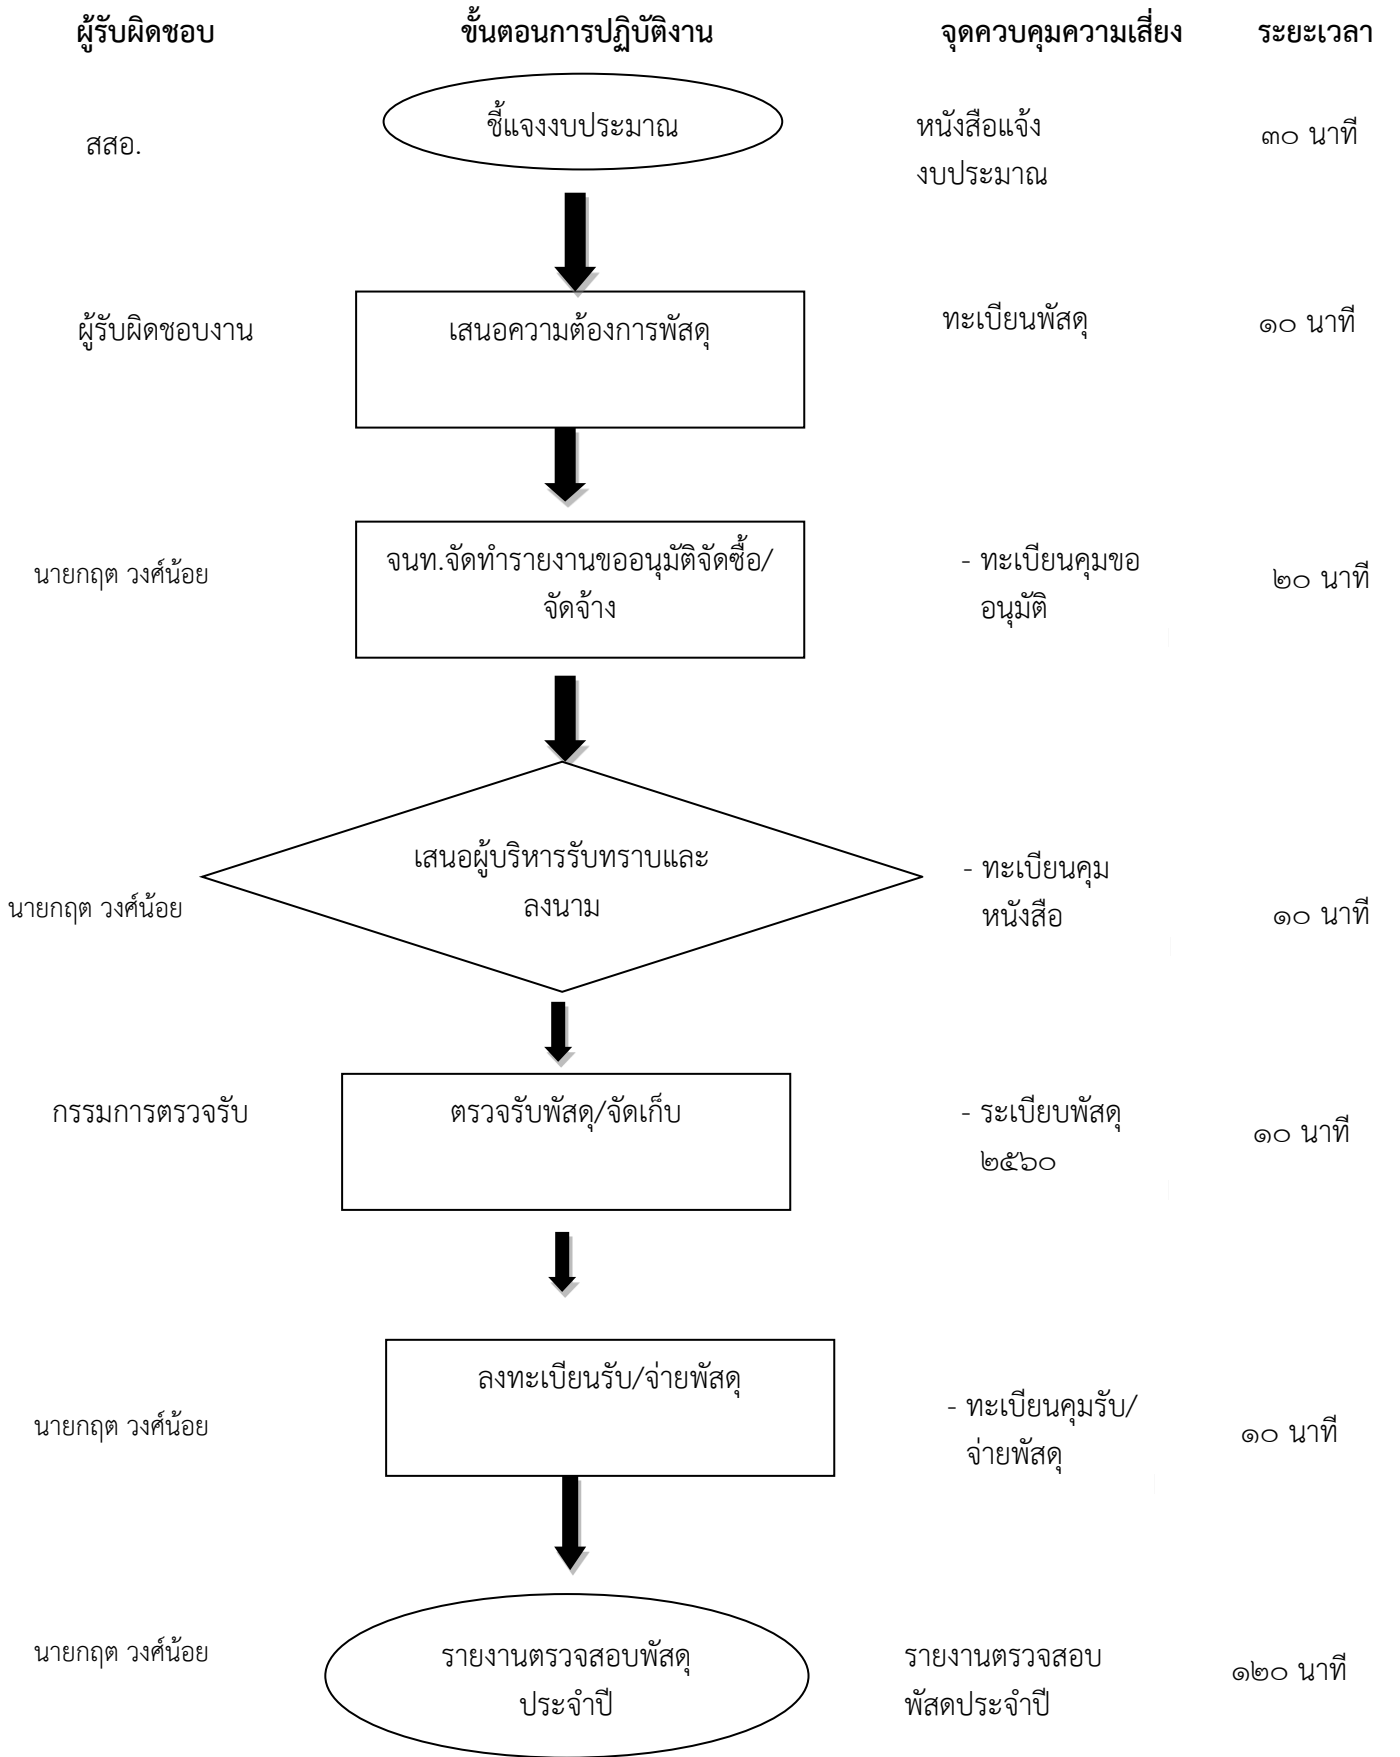 ผู้รับผิดชอบ ขั้นตอนการปฏิบัติงาน จุดควบคุมความเสี่ยง ระยะเวลา
สสอ. ชี้แจงงบประมาณ หนังสือแจ้ง ๓๐ นาที
งบประมาณ
ผู้รับผิดชอบงาน เสนอความต้องการพัสดุ ทะเบียนพัสดุ ๑๐ นาที
นายกฤต วงศ์น้อย จนท.จัดทำรายงานขออนุมัติจัดซื้อ/ - ทะเบียนคุมขอ ๒๐ นาที
จัดจ้าง อนุมัติ
เสนอผู้บริหารรับทราบและ - ทะเบียนคุม
นายกฤต วงศ์น้อย ลงนาม หนังสือ ๑๐ นาที
กรรมการตรวจรับ ตรวจรับพัสดุ/จัดเก็บ - ระเบียบพัสดุ ๑๐ นาที
๒๕๖๐
ลงทะเบียนรับ/จ่ายพัสดุ - ทะเบียนคุมรับ/
นายกฤต วงศ์น้อย จ่ายพัสดุ ๑๐ นาที
นายกฤต วงศ์น้อย รายงานตรวจสอบพัสดุ รายงานตรวจสอบ ๑๒๐ นาที
ประจำปี พัสดประจำปี